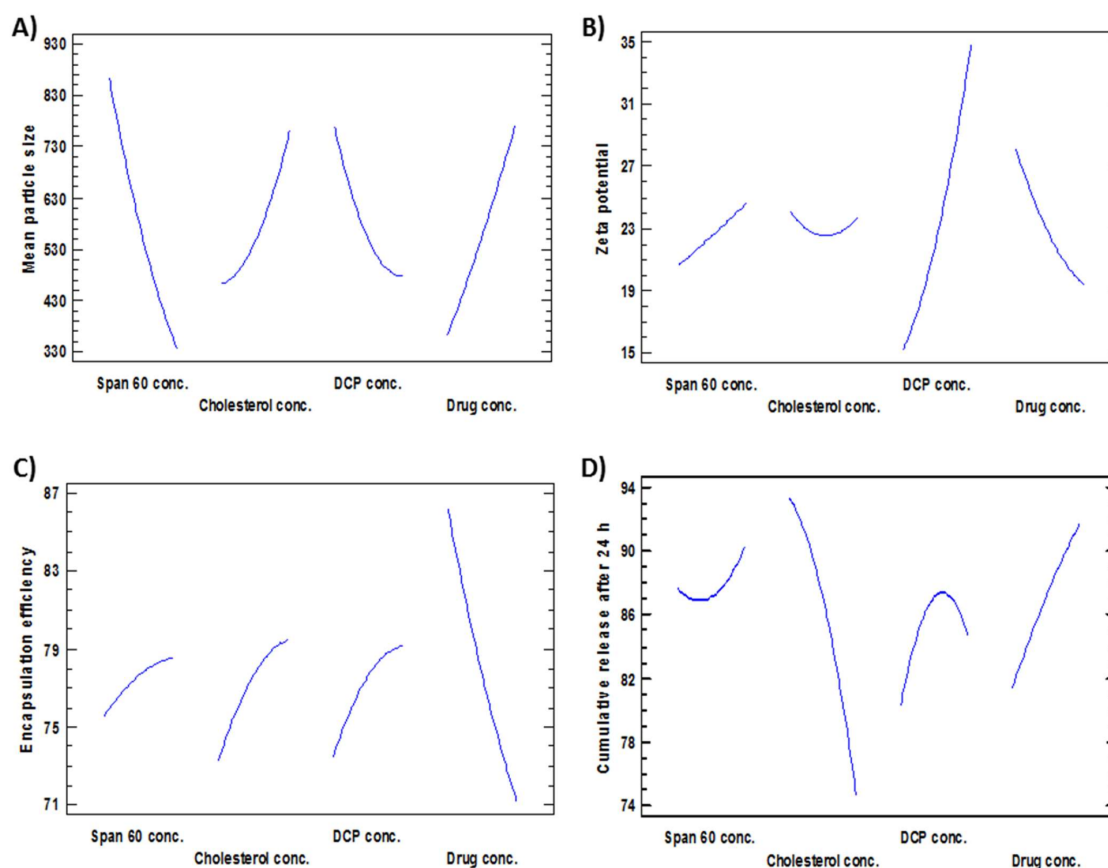 A)
Mean particle size
930
830
730
630
530
430
330
Span 60 conc.
DCP conc.
Cholesterol conc.
Drug conc.
B)
Zeta potential
35
31
27
23
19
15
Span 60 conc.
DCP conc.
Cholesterol conc.
Drug conc.
C)
Encapsulation efficiency
87
83
79
75
71
Span 60 conc.
DCP conc.
Cholesterol conc.
Drug conc.
D)
Cumulative release after 24 h
94
90
86
82
78
74
Span 60 conc.
DCP conc.
Cholesterol conc.
Drug conc.